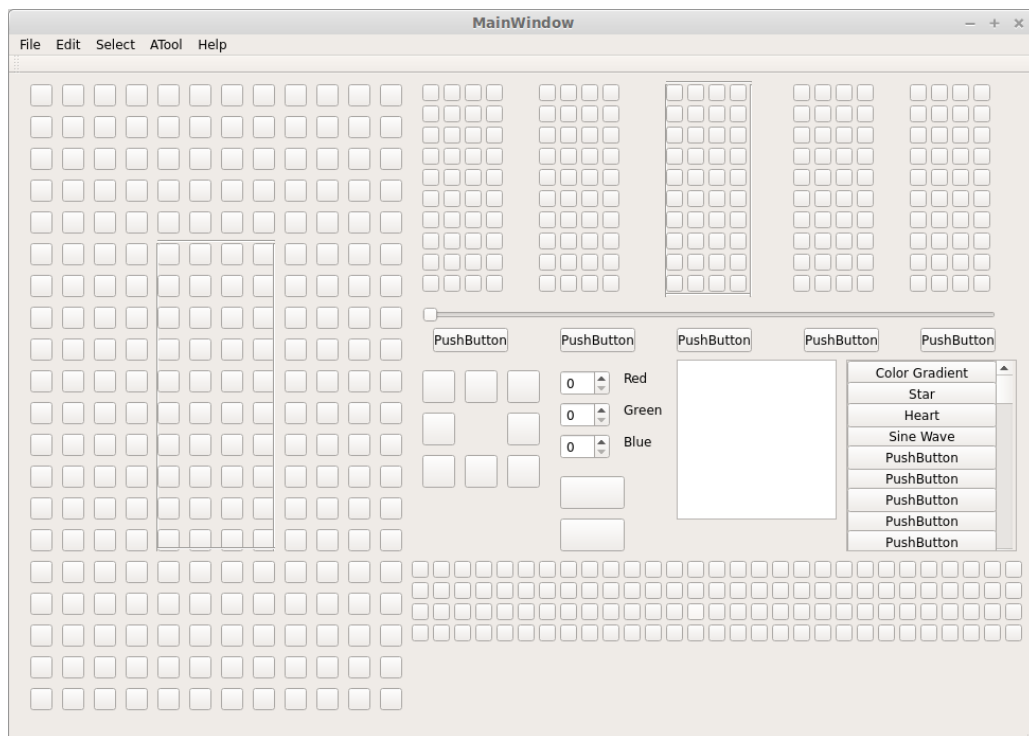 MainWindow
File Edit Select ATool Help
PushButton PushButton PushButton PushButton PushButton
0 Red
0 Green
0 Blue
Color Gradient
Star
Heart
Sine Wave
PushButton
PushButton
PushButton
PushButton
PushButton